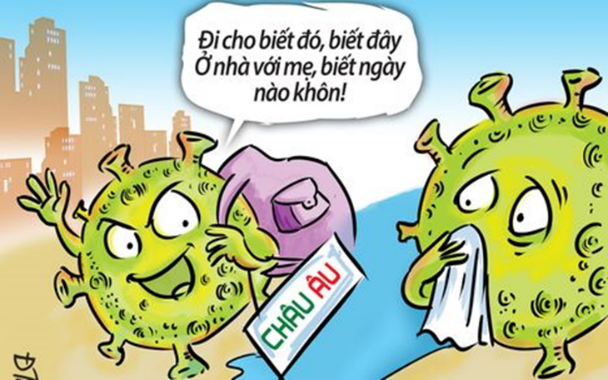 Đi cho biết đó, biết đây
Ở nhà với mẹ, biết ngày
nào khôn!
CHÂU ÂU